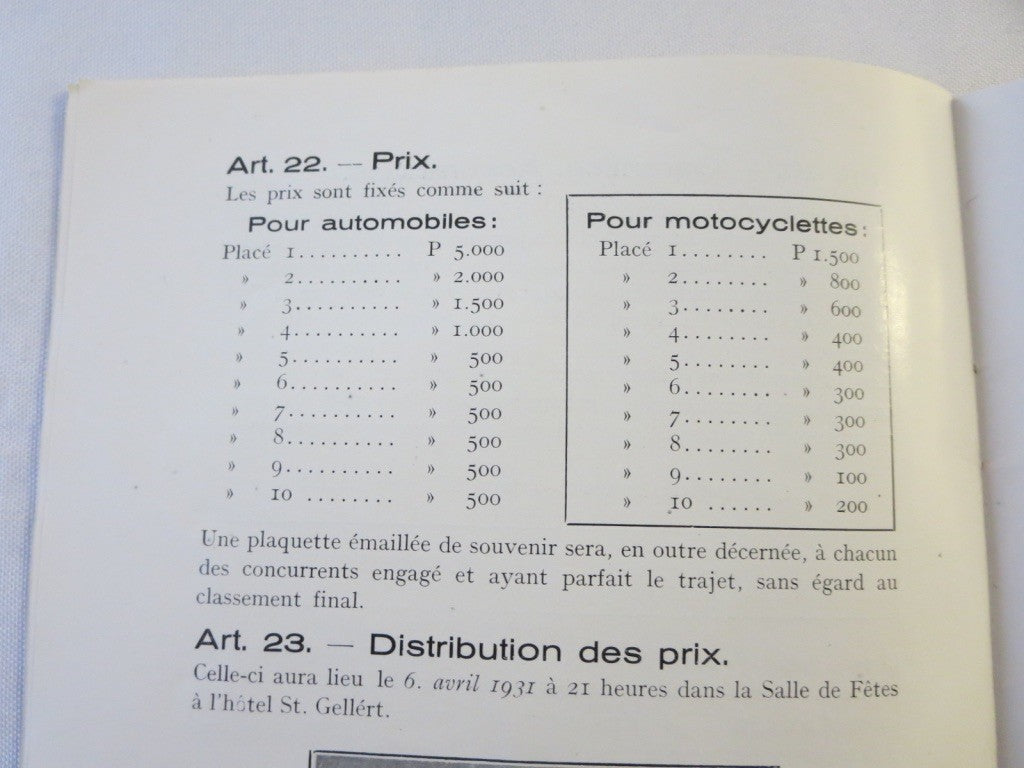 Art. 22. — Prix.
Les prix sont fixés comme suit :
Pour automobiles:
Placé 1.......... P 5.000
» 2.......... » 2.000
» 3.......... » 1.500
» 4.......... » 1.000
» 5.......... » 500
» 6.......... » 500
» 7.......... » 500
» 8.......... » 500
» 9.......... » 500
» 10 ........ » 500
Pour motocyclettes:
Placé 1........ P 1.500
» 2........ » 800
» 3........ » 600
» 4........ » 400
» 5........ » 400
» 6........ » 300
» 7........ » 300
» 8........ » 300
» 9........ » 100
» 10 ...... » 200
Une plaquette émaillée de souvenir sera, en outre décernée, à chacun
des concurrents engagé et ayant parfait le trajet, sans égard au
classement final.
Art. 23. — Distribution des prix.
Celle-ci aura lieu le 6. avril 1931 à 21 heures dans la Salle de Fêtes
à l'hôtel St. Gellért.